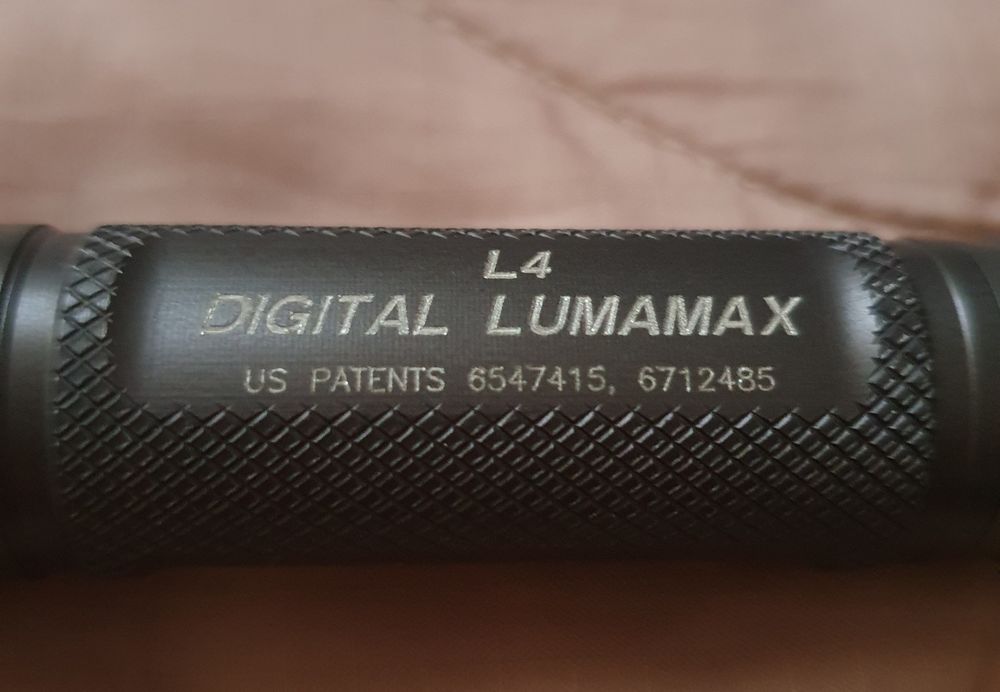 L4
DIGITAL LUMAMAX
US PATENTS 6547415, 6712485